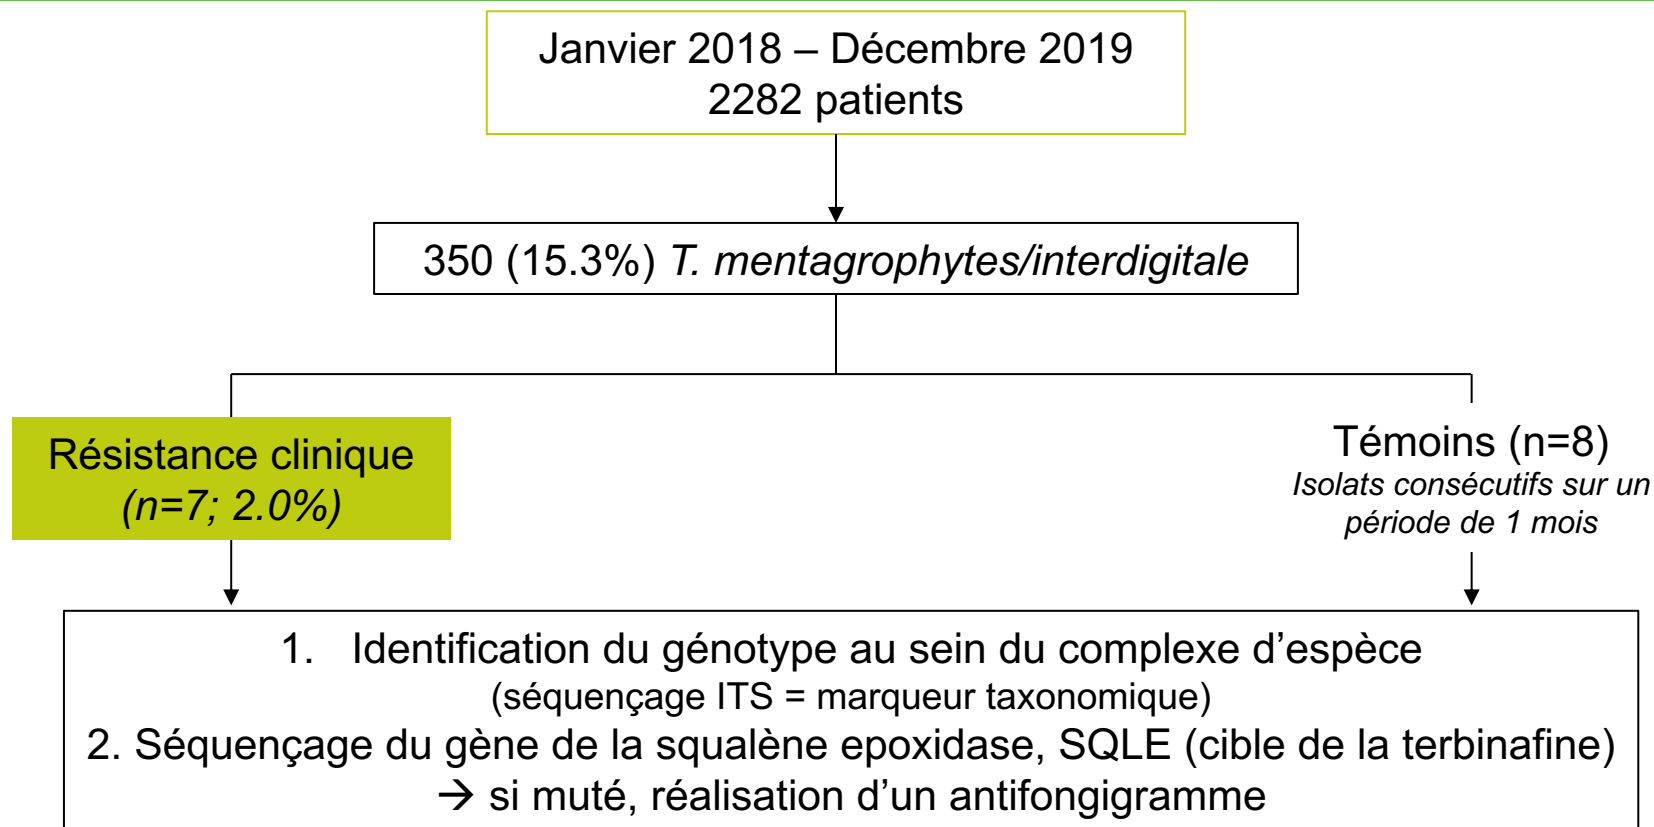 Janvier 2018 – Décembre 2019
2282 patients
350 (15.3%) T. mentagrophytes/interdigitale
Résistance clinique
(n=7; 2.0%)
Témoins (n=8)
Isolats consécutifs sur un
période de 1 mois
1. Identification du génotype au sein du complexe d’espèce
(séquençage ITS = marqueur taxonomique)
2. Séquençage du gène de la squalène epoxidase, SQLE (cible de la terbinafine)
→ si muté, réalisation d’un antifongigramme